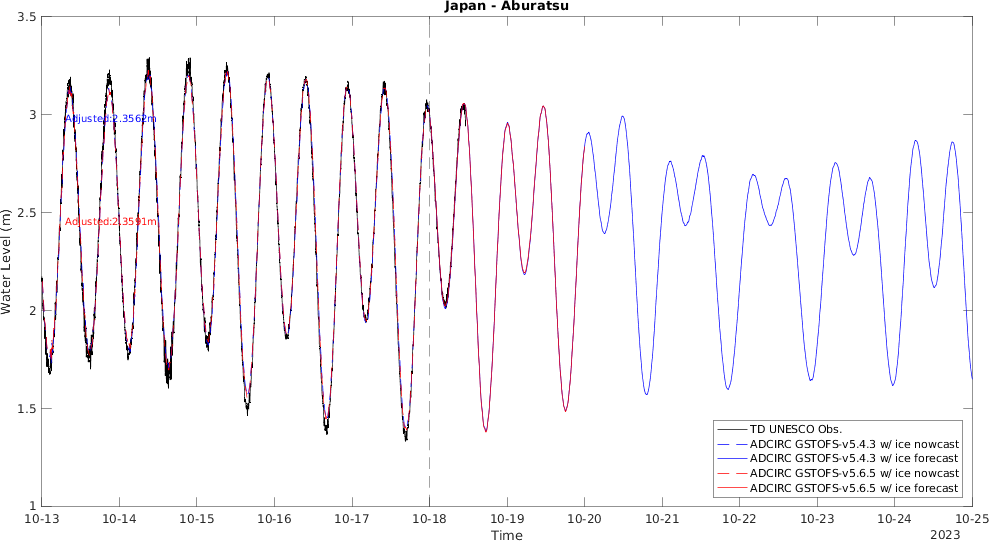 Japan - Aburatsu
3.5
3
2.5
2
1.5
1
Water Level (m)
Adjusted:2.3562m
Adjusted:2.3591m
TD UNESCO Obs.
ADCIRC GSTOFS-v5.4.3 w/ ice nowcast
ADCIRC GSTOFS-v5.4.3 w/ ice forecast
ADCIRC GSTOFS-v5.6.5 w/ ice nowcast
ADCIRC GSTOFS-v5.6.5 w/ ice forecast
10-13 10-14 10-15 10-16 10-17 10-18 10-19 10-20 10-21 10-22 10-23 10-24 10-25
Time
2023